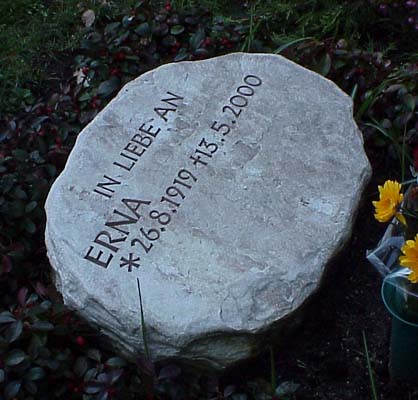 IN LIEBE AN
ERNA
*26.8.1919 †13.5.2000